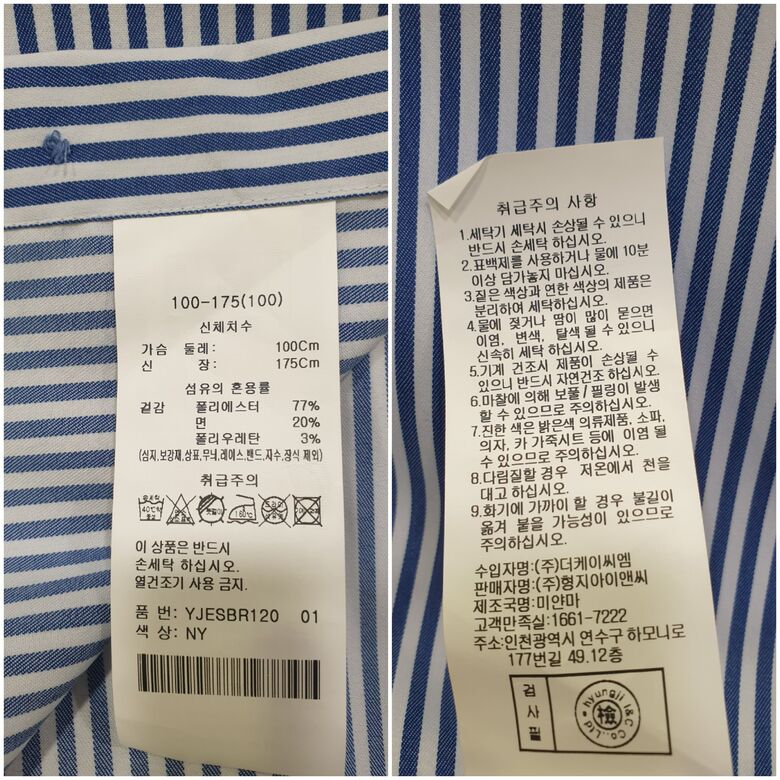 100-175(100)
신체치수
가슴 둘레: 100Cm
신 장: 175Cm
섬유의 혼용률
겉감 폴리에스터 77%
면 20%
폴리우레탄 3%
(심지,보강재,상표,무늬,레이스,밴드,자수,장식 제외)
취급주의
이 상품은 반드시
손세탁 하십시오.
열건조기 사용 금지.
품 번: YJESBR120 01
색 상: NY
취급주의 사항
1.세탁기 세탁시 손상될 수 있으니
반드시 손세탁 하십시오.
2.표백제를 사용하거나 물에 10분
이상 담가놓지 마십시오.
3.짙은 색상과 연한 색상의 제품은
분리하여 세탁하십시오.
4.물에 젖거나 땀이 많이 묻으면
이염, 변색, 탈색 될 수 있으니
신속히 세탁 하십시오.
5.기계 건조시 제품이 손상될 수
있으니 반드시 자연건조 하십시오.
6.마찰에 의해 보풀/필링이 발생
할 수 있으므로 주의하십시오.
7.진한 색은 밝은색 의류제품, 소파,
의자, 카 가죽시트 등에 이염 될
수 있으므로 주의하십시오.
8.다림질할 경우 저온에서 천을
대고 하십시오.
9.화기에 가까이 할 경우 불길이
옮겨 붙을 가능성이 있으므로
주의하십시오.
수입자명:(주)더케이씨엠
판매자명:(주)형지아이앤씨
제조국명:미얀마
고객만족실:1661-7222
주소:인천광역시 연수구 하모니로
177번길 49.12층
검사필
hyungji I&C Co.,Ltd
檢